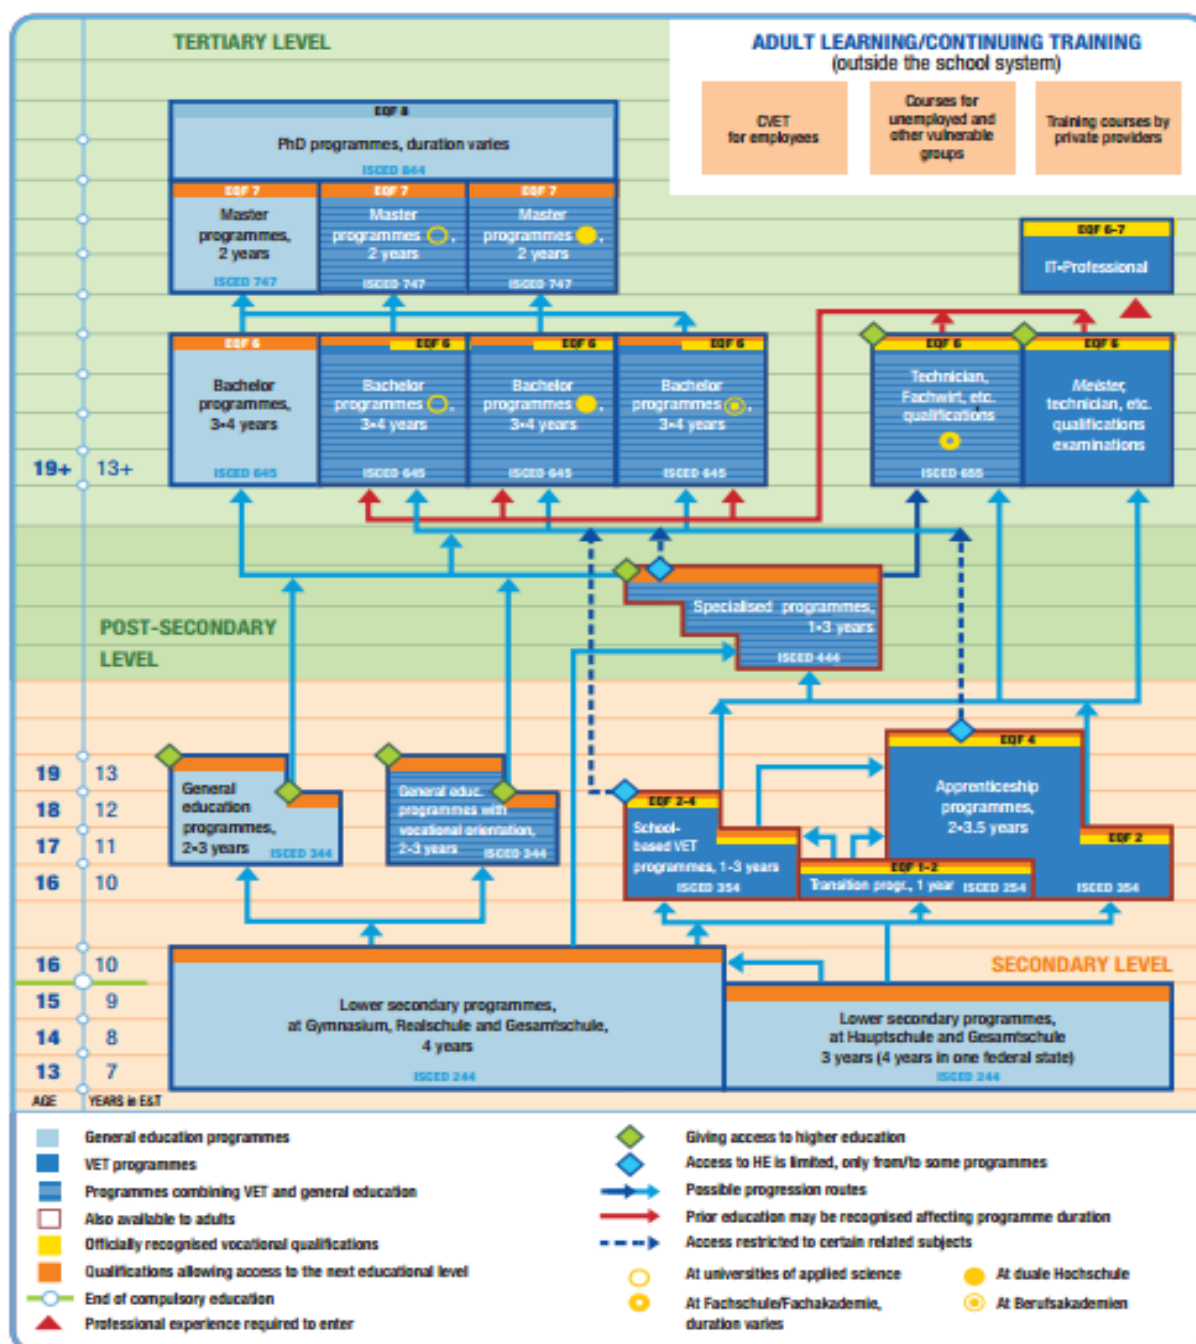 TERTIARY LEVEL
ADULT LEARNING/CONTINUING TRAINING
(outside the school system)
CVET
for employees
Courses for
unemployed and
other vulnerable
groups
Training courses by
private providers
EQF 8
PhD programmes, duration varies
ISCED 844
EQF 7
Master
programmes,
2 years
ISCED 747
EQF 7
Master
programmes ,
2 years
ISCED 747
EQF 7
Master
programmes ,
2 years
ISCED 747
EQF 6-7
IT-Professional
EQF 6
Bachelor
programmes,
3-4 years
ISCED 645
EQF 6
Bachelor
programmes ,
3-4 years
ISCED 645
EQF 6
Bachelor
programmes ,
3-4 years
ISCED 645
EQF 6
Bachelor
programmes ,
3-4 years
ISCED 645
EQF 6
Technician,
Fachwirt, etc.
qualifications
ISCED 655
EQF 6
Meister,
technician, etc.
qualifications
examinations
19+ 13+
POST-SECONDARY
LEVEL
Specialised programmes,
1-3 years
ISCED 444
19 13
18 12
17 11
16 10
General
education
programmes,
2-3 years
ISCED 344
General educ.
programmes with
vocational orientation,
2-3 years
ISCED 344
EQF 2-4
School-
based VET
programmes, 1-3 years
ISCED 354
EQF 1-2
Transition progr., 1 year ISCED 254
EQF 4
Apprenticeship
programmes,
2-3.5 years
EQF 2
ISCED 354
SECONDARY LEVEL
16 10
15 9
14 8
13 7
AGE YEARS in E&T
Lower secondary programmes,
at Gymnasium, Realschule and Gesamtschule,
4 years
ISCED 244
Lower secondary programmes,
at Hauptschule and Gesamtschule
3 years (4 years in one federal state)
ISCED 244
General education programmes
VET programmes
Programmes combining VET and general education
Also available to adults
Officially recognised vocational qualifications
Qualifications allowing access to the next educational level
End of compulsory education
Professional experience required to enter
Giving access to higher education
Access to HE is limited, only from/to some programmes
Possible progression routes
Prior education may be recognised affecting programme duration
Access restricted to certain related subjects
At universities of applied science
At duale Hochschule
At Fachschule/Fachakademie,
duration varies
At Berufsakademien